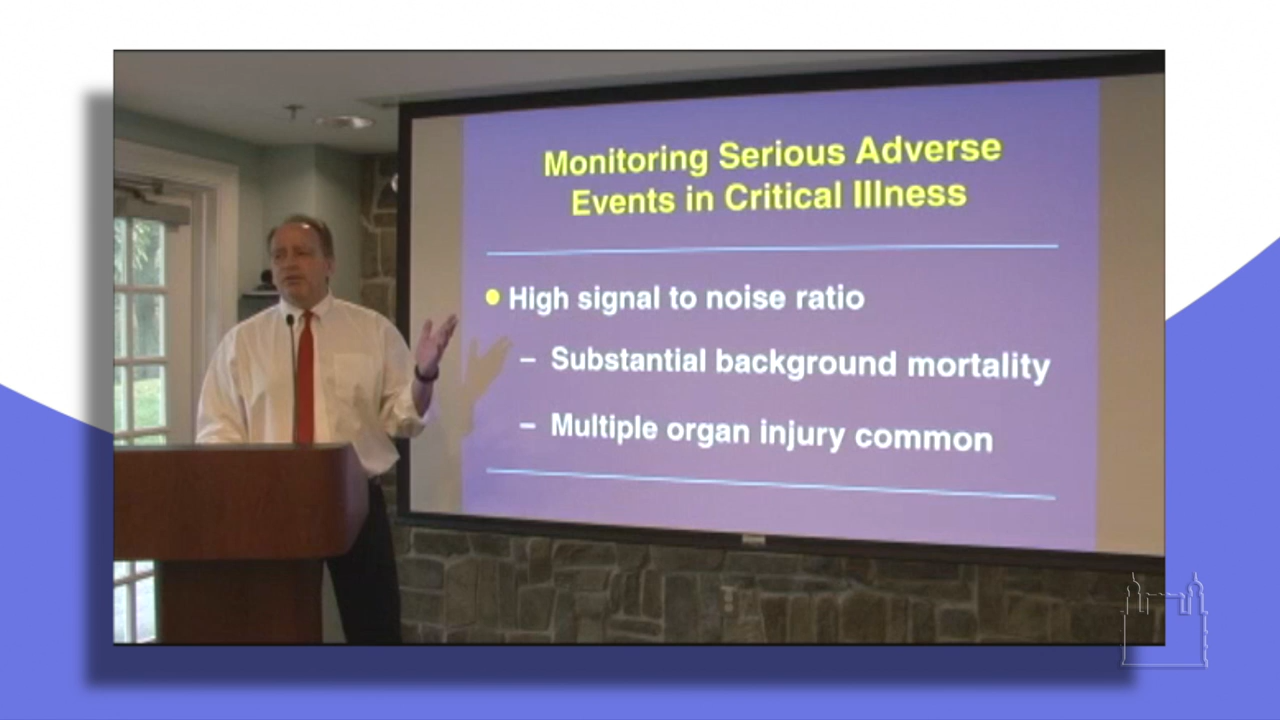 Monitoring Serious Adverse
Events in Critical Illness
● High signal to noise ratio
– Substantial background mortality
– Multiple organ injury common